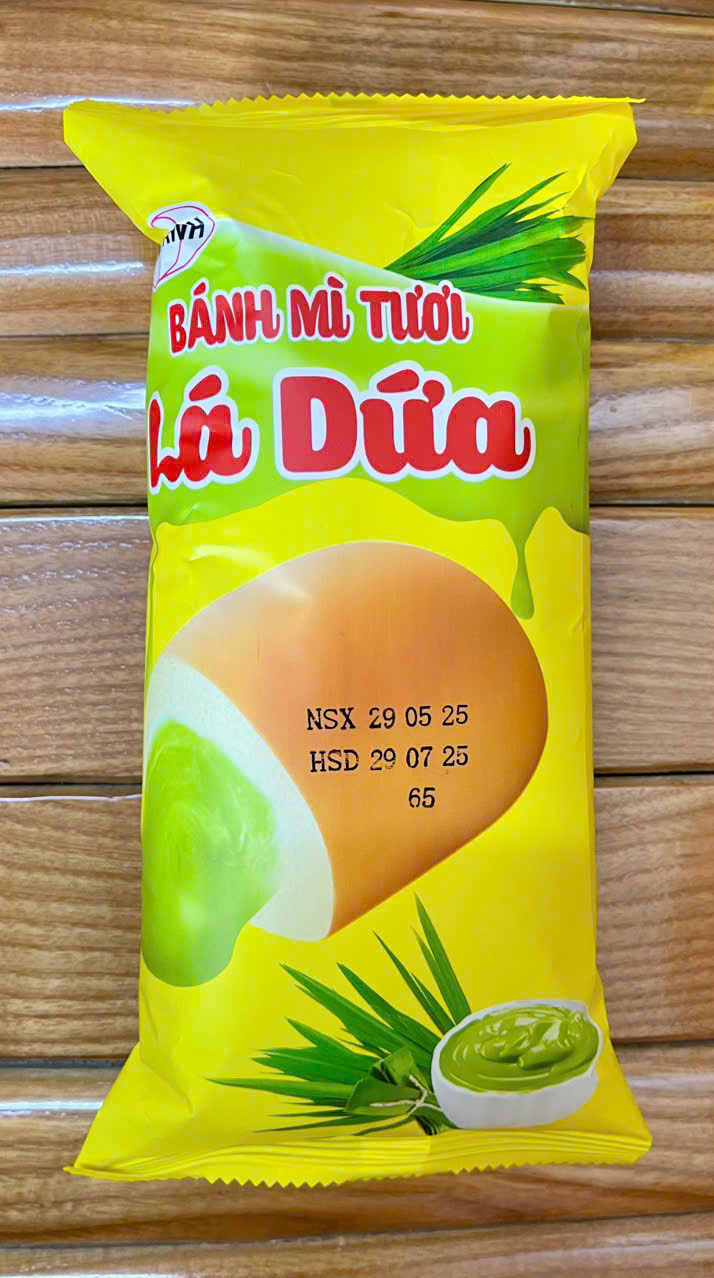 BÁNH MÌ TƯƠI
LÁ DỨA
NSX 29 05 25
HSD 29 07 25
65